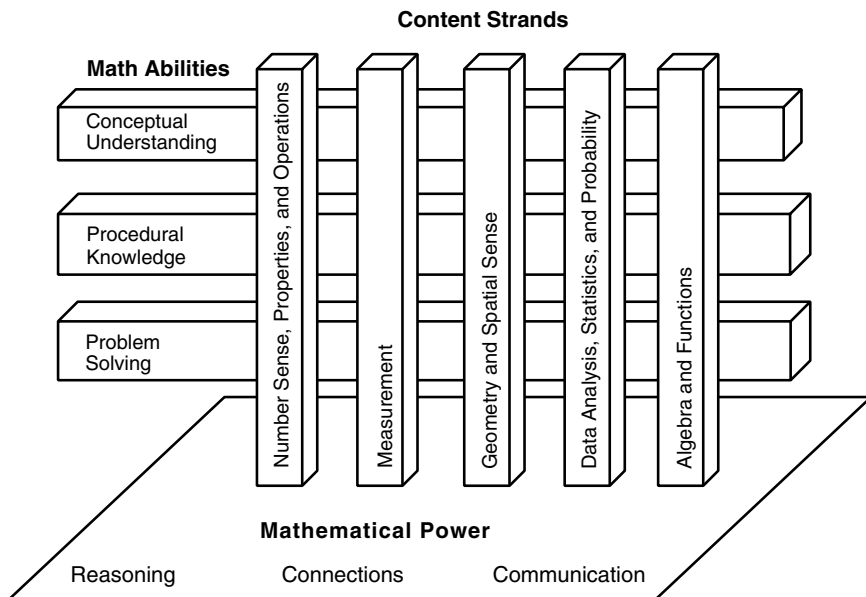 Content Strands
Math Abilities
Conceptual
Understanding
Procedural
Knowledge
Problem
Solving
Number Sense, Properties, and Operations
Measurement
Geometry and Spatial Sense
Data Analysis, Statistics, and Probability
Algebra and Functions
Mathematical Power
Reasoning
Connections
Communication